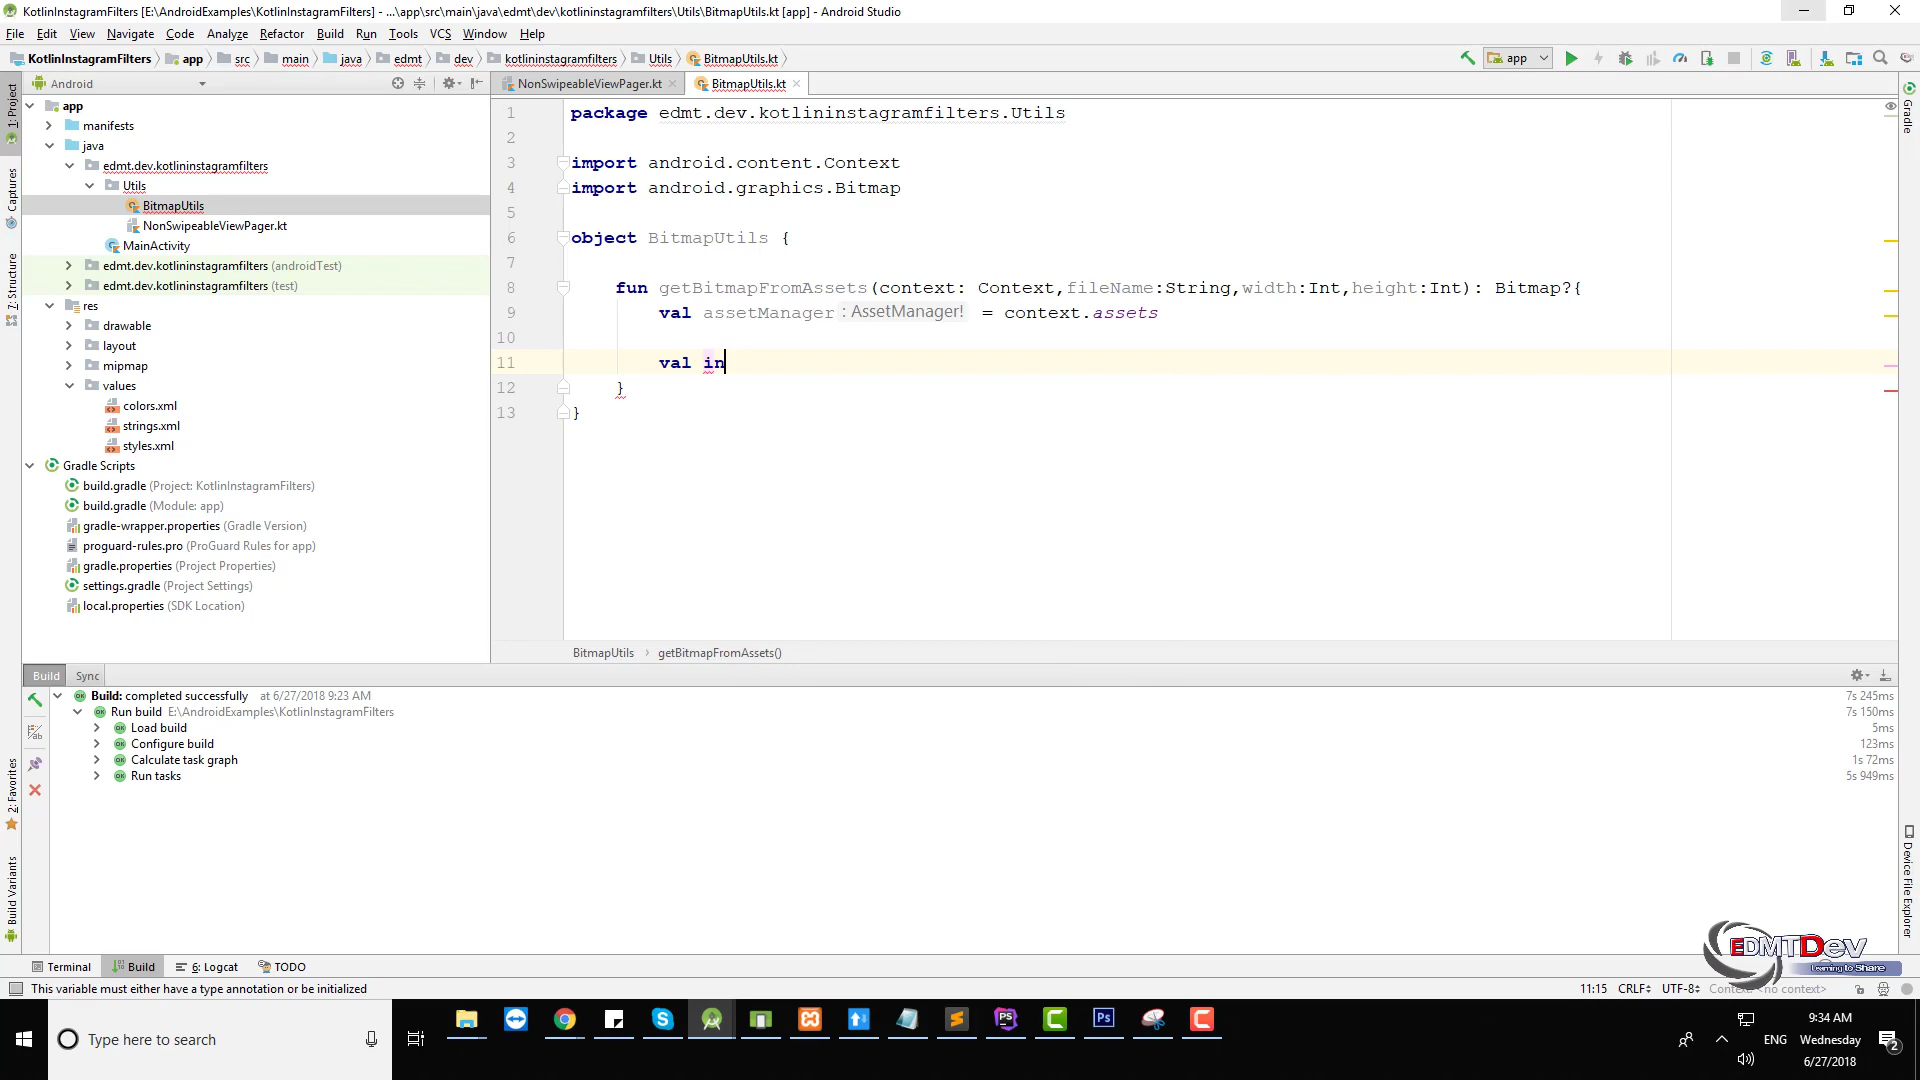 KotlinInstagramFilters [E:\AndroidExamples\KotlinInstagramFilters] - ...\app\src\main\java\edmt\dev\kotlininstagramfilters\Utils\BitmapUtils.kt [app] - Android Studio
File Edit View Navigate Code Analyze Refactor Build Run Tools VCS Window Help
KotlinInstagramFilters app src main java edmt dev kotlininstagramfilters Utils BitmapUtils.kt app
Android NonSwipeableViewPager.kt BitmapUtils.kt
1: Project
Captures
7: Structure
2: Favorites
Build Variants
Gradle
Device File Explorer
app
manifests
java
edmt.dev.kotlininstagramfilters
Utils
BitmapUtils
NonSwipeableViewPager.kt
MainActivity
edmt.dev.kotlininstagramfilters (androidTest)
edmt.dev.kotlininstagramfilters (test)
res
drawable
layout
mipmap
values
colors.xml
strings.xml
styles.xml
Gradle Scripts
build.gradle (Project: KotlinInstagramFilters)
build.gradle (Module: app)
gradle-wrapper.properties (Gradle Version)
proguard-rules.pro (ProGuard Rules for app)
gradle.properties (Project Properties)
settings.gradle (Project Settings)
local.properties (SDK Location)
1 package edmt.dev.kotlininstagramfilters.Utils
2
3 import android.content.Context
4 import android.graphics.Bitmap
5
6 object BitmapUtils {
7
8 fun getBitmapFromAssets(context: Context,fileName:String,width:Int,height:Int): Bitmap?{
9 val assetManager : AssetManager! = context.assets
10
11 val in
12 }
13 }
BitmapUtils getBitmapFromAssets()
Build Sync
Build: completed successfully at 6/27/2018 9:23 AM 7s 245ms
Run build E:\AndroidExamples\KotlinInstagramFilters 7s 150ms
Load build 5ms
Configure build 123ms
Calculate task graph 1s 72ms
Run tasks 5s 949ms
EDMTDev
Learning to Share
Terminal Build 6: Logcat TODO
This variable must either have a type annotation or be initialized 11:15 CRLF UTF-8 Context: <no context>
Type here to search
ENG
9:34 AM
Wednesday
6/27/2018
2